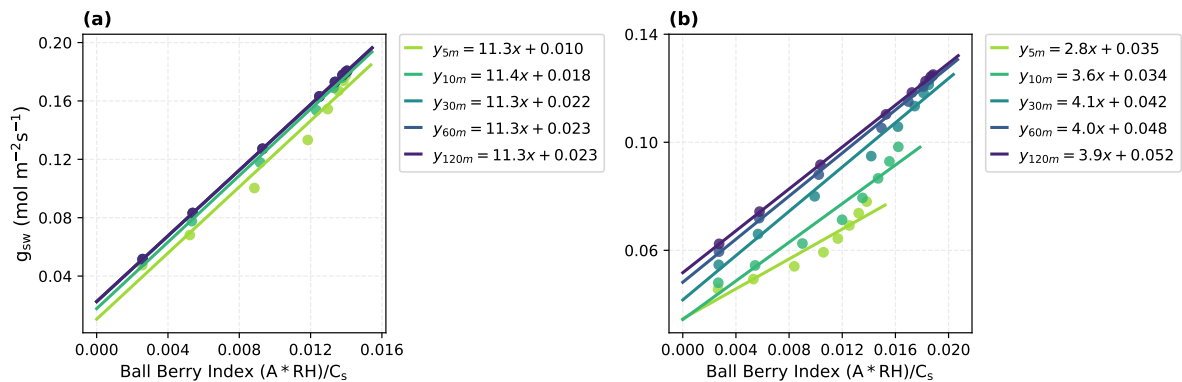 (a)
0.20
0.16
0.12
0.08
0.04
g_sw (mol m⁻²s⁻¹)
0.000 0.004 0.008 0.012 0.016
Ball Berry Index (A * RH)/C_s
y_5m = 11.3x + 0.010
y_10m = 11.4x + 0.018
y_30m = 11.3x + 0.022
y_60m = 11.3x + 0.023
y_120m = 11.3x + 0.023
(b)
0.14
0.10
0.06
0.000 0.004 0.008 0.012 0.016 0.020
Ball Berry Index (A * RH)/C_s
y_5m = 2.8x + 0.035
y_10m = 3.6x + 0.034
y_30m = 4.1x + 0.042
y_60m = 4.0x + 0.048
y_120m = 3.9x + 0.052